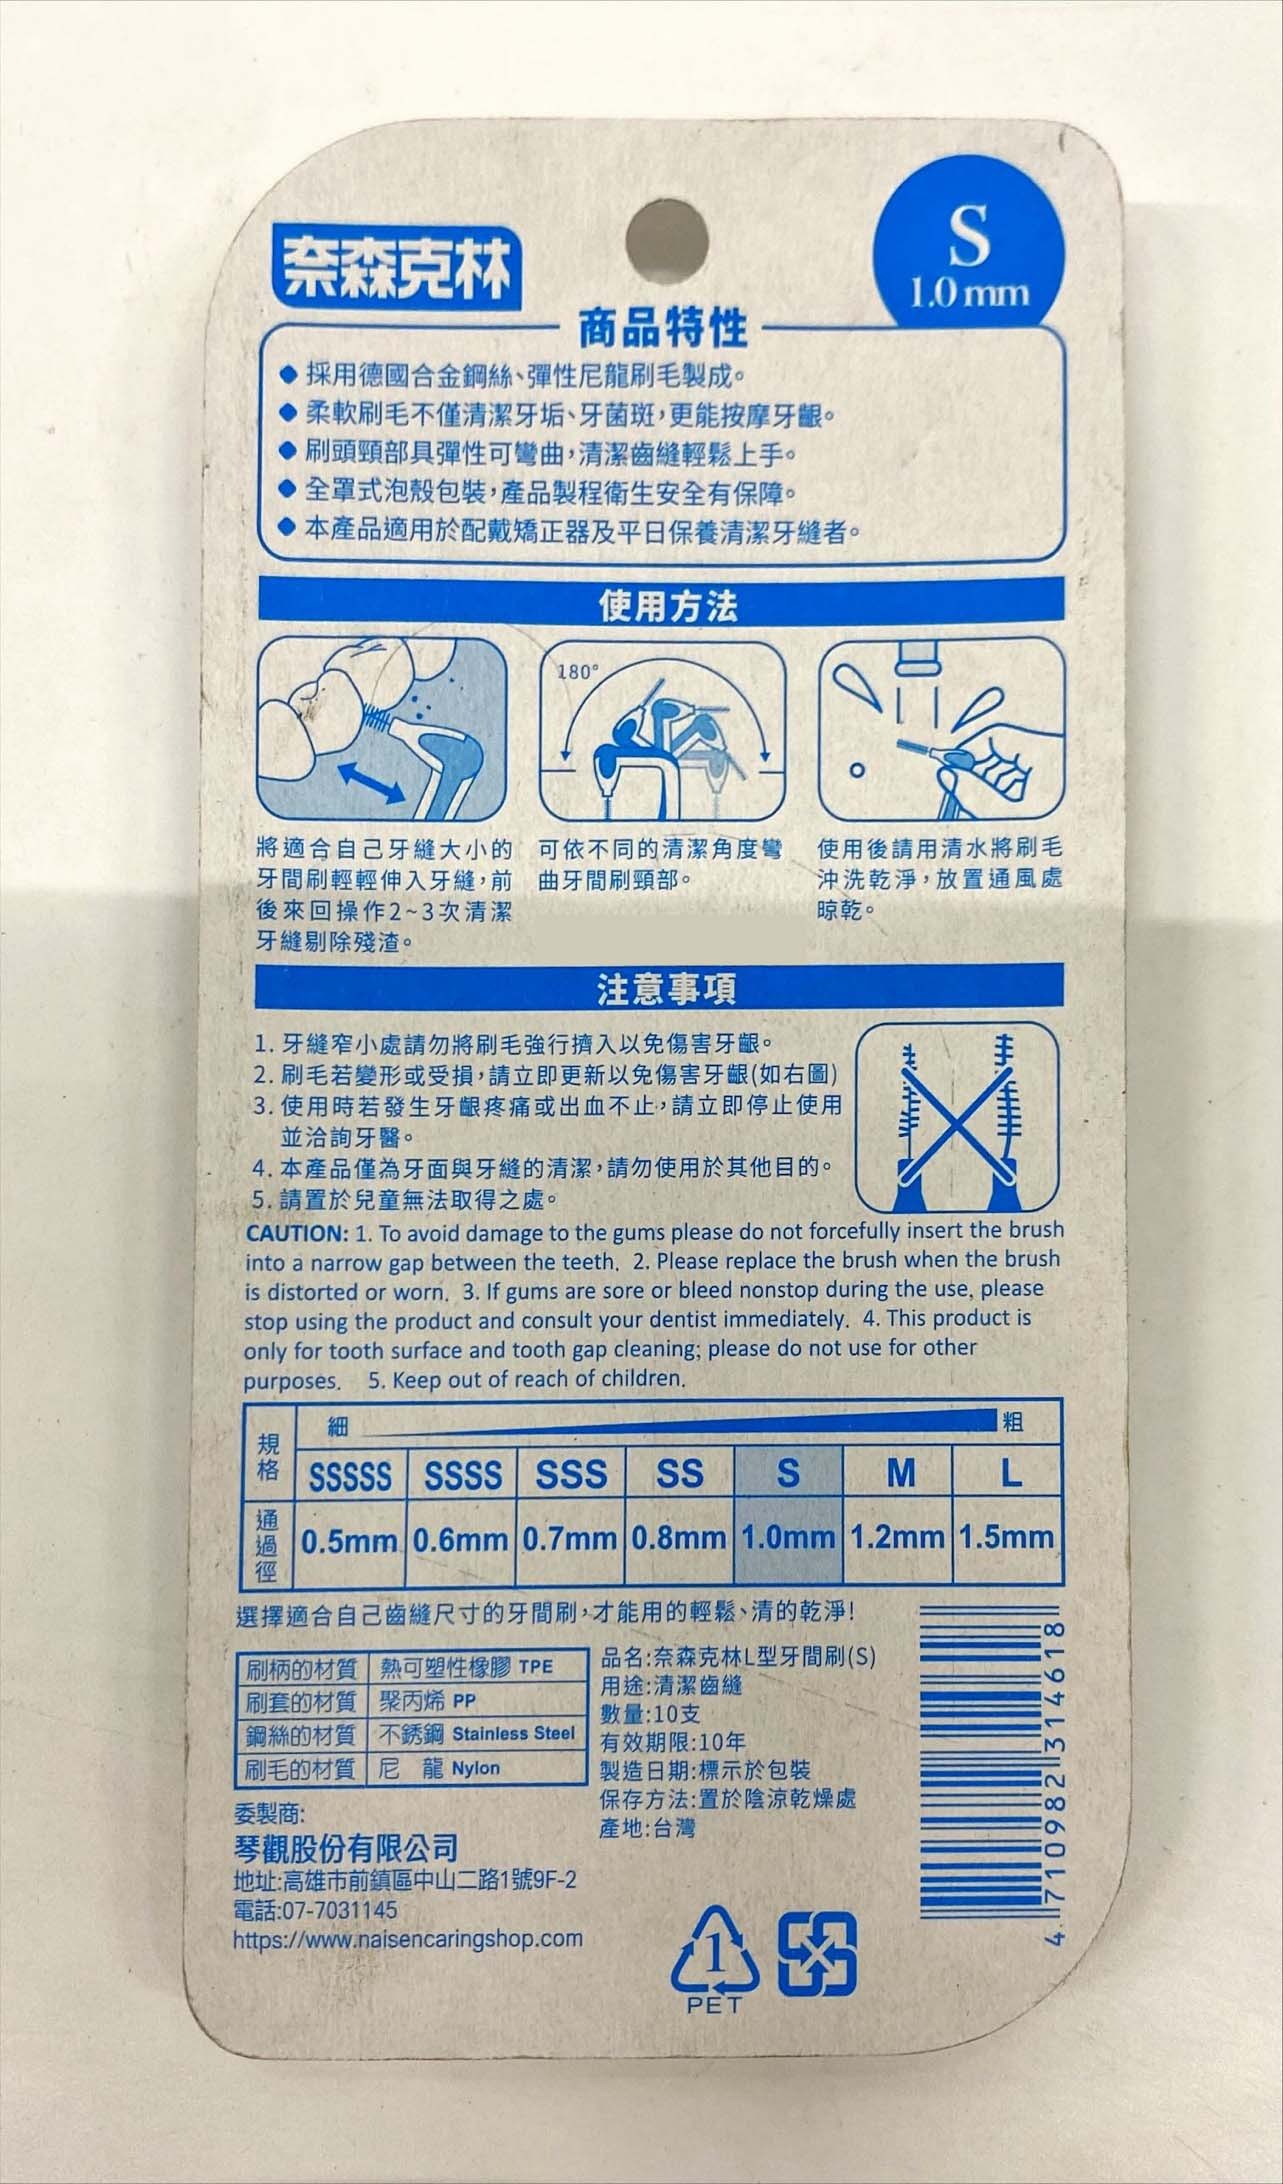 奈森克林
S
1.0 mm
商品特性
◆ 採用德國合金鋼絲、彈性尼龍刷毛製成。
◆ 柔軟刷毛不僅清潔牙垢、牙菌斑,更能按摩牙齦。
◆ 刷頭頸部具彈性可彎曲,清潔齒縫輕鬆上手。
◆ 全罩式泡殼包裝,產品製程衛生安全有保障。
◆ 本產品適用於配戴矯正器及平日保養清潔牙縫者。
使用方法
180°
將適合自己牙縫大小的
牙間刷輕輕伸入牙縫,前
後來回操作2~3次清潔
牙縫剔除殘渣。
可依不同的清潔角度彎
曲牙間刷頸部。
使用後請用清水將刷毛
沖洗乾淨,放置通風處
晾乾。
注意事項
1. 牙縫窄小處請勿將刷毛強行擠入以免傷害牙齦。
2. 刷毛若變形或受損,請立即更新以免傷害牙齦(如右圖)
3. 使用時若發生牙齦疼痛或出血不止,請立即停止使用
並洽詢牙醫。
4. 本產品僅為牙面與牙縫的清潔,請勿使用於其他目的。
5. 請置於兒童無法取得之處。
CAUTION: 1. To avoid damage to the gums please do not forcefully insert the brush
into a narrow gap between the teeth. 2. Please replace the brush when the brush
is distorted or worn. 3. If gums are sore or bleed nonstop during the use, please
stop using the product and consult your dentist immediately. 4. This product is
only for tooth surface and tooth gap cleaning; please do not use for other
purposes. 5. Keep out of reach of children.
規格 細 粗
SSSSS SSSS SSS SS S M L
通過徑 0.5mm 0.6mm 0.7mm 0.8mm 1.0mm 1.2mm 1.5mm
選擇適合自己齒縫尺寸的牙間刷,才能用的輕鬆、清的乾淨!
刷柄的材質 熱可塑性橡膠 TPE
刷套的材質 聚丙烯 PP
鋼絲的材質 不銹鋼 Stainless Steel
刷毛的材質 尼 龍 Nylon
委製商:
琴觀股份有限公司
地址:高雄市前鎮區中山二路1號9F-2
電話:07-7031145
https://www.naisencaringshop.com
品名:奈森克林L型牙間刷(S)
用途:清潔齒縫
數量:10支
有效期限:10年
製造日期:標示於包裝
保存方法:置於陰涼乾燥處
產地:台灣
1
PET
4 710982 314618